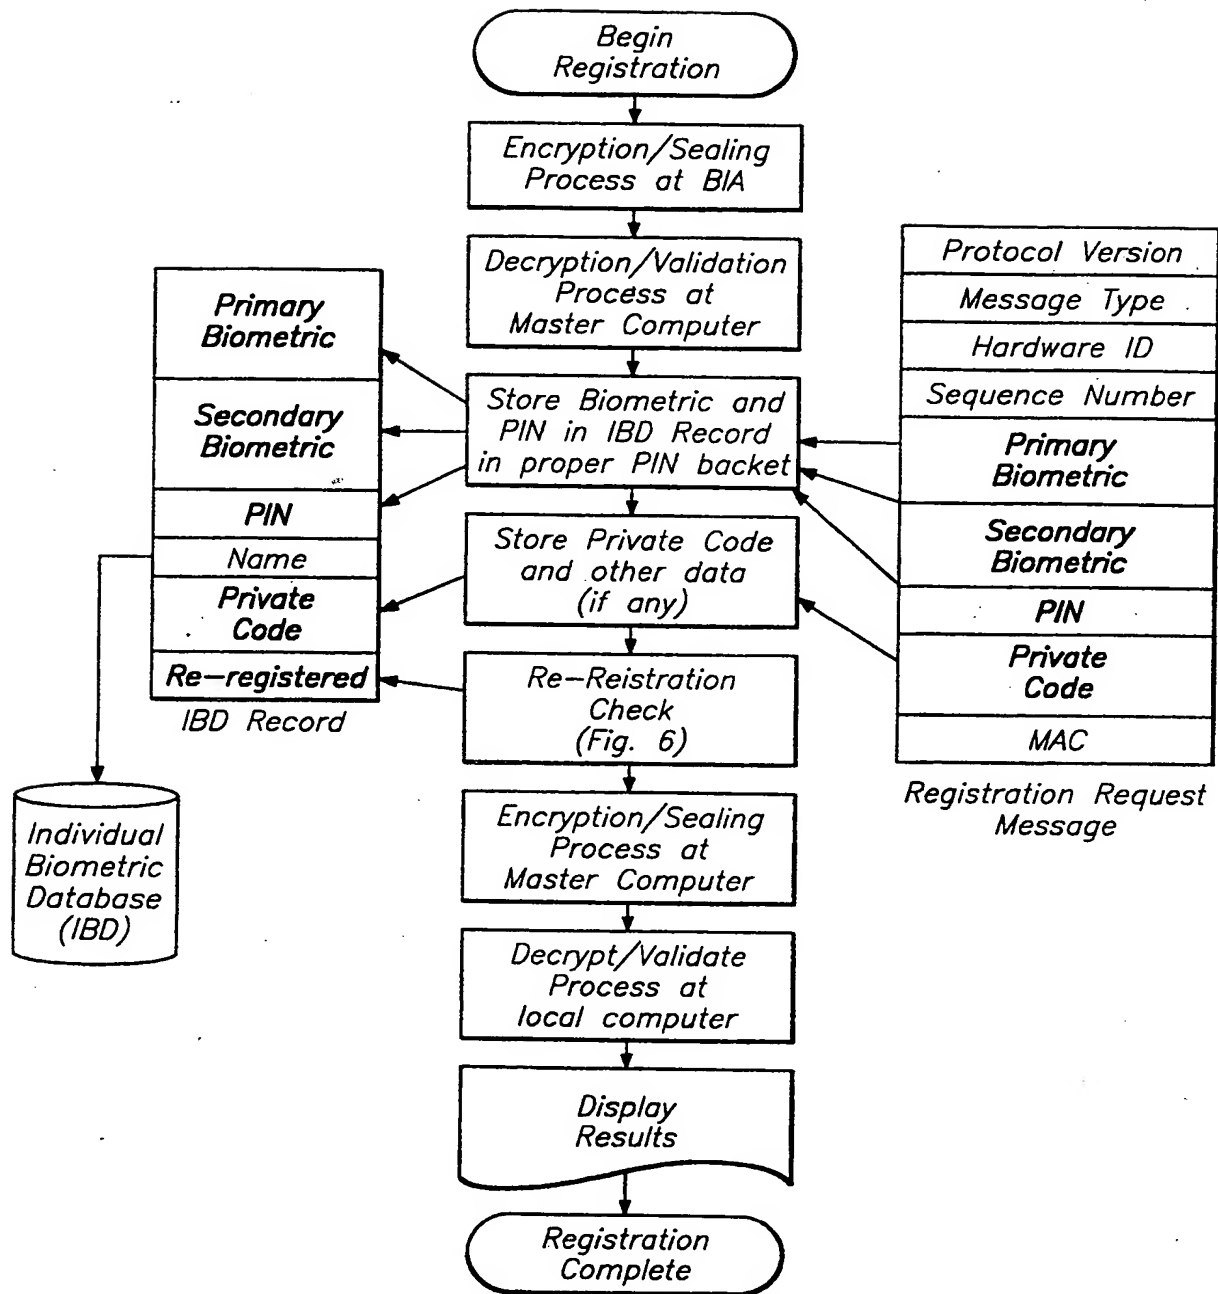 Begin
Registration
Encryption/Sealing
Process at BIA
Decryption/Validation
Process at
Master Computer
Store Biometric and
PIN in IBD Record
in proper PIN backet
Store Private Code
and other data
(if any)
Re-Reistration
Check
(Fig. 6)
Encryption/Sealing
Process at
Master Computer
Decrypt/Validate
Process at
local computer
Display
Results
Registration
Complete
Primary
Biometric
Secondary
Biometric
PIN
Name
Private
Code
Re-registered
IBD Record
Individual
Biometric
Database
(IBD)
Protocol Version
Message Type
Hardware ID
Sequence Number
Primary
Biometric
Secondary
Biometric
PIN
Private
Code
MAC
Registration Request
Message